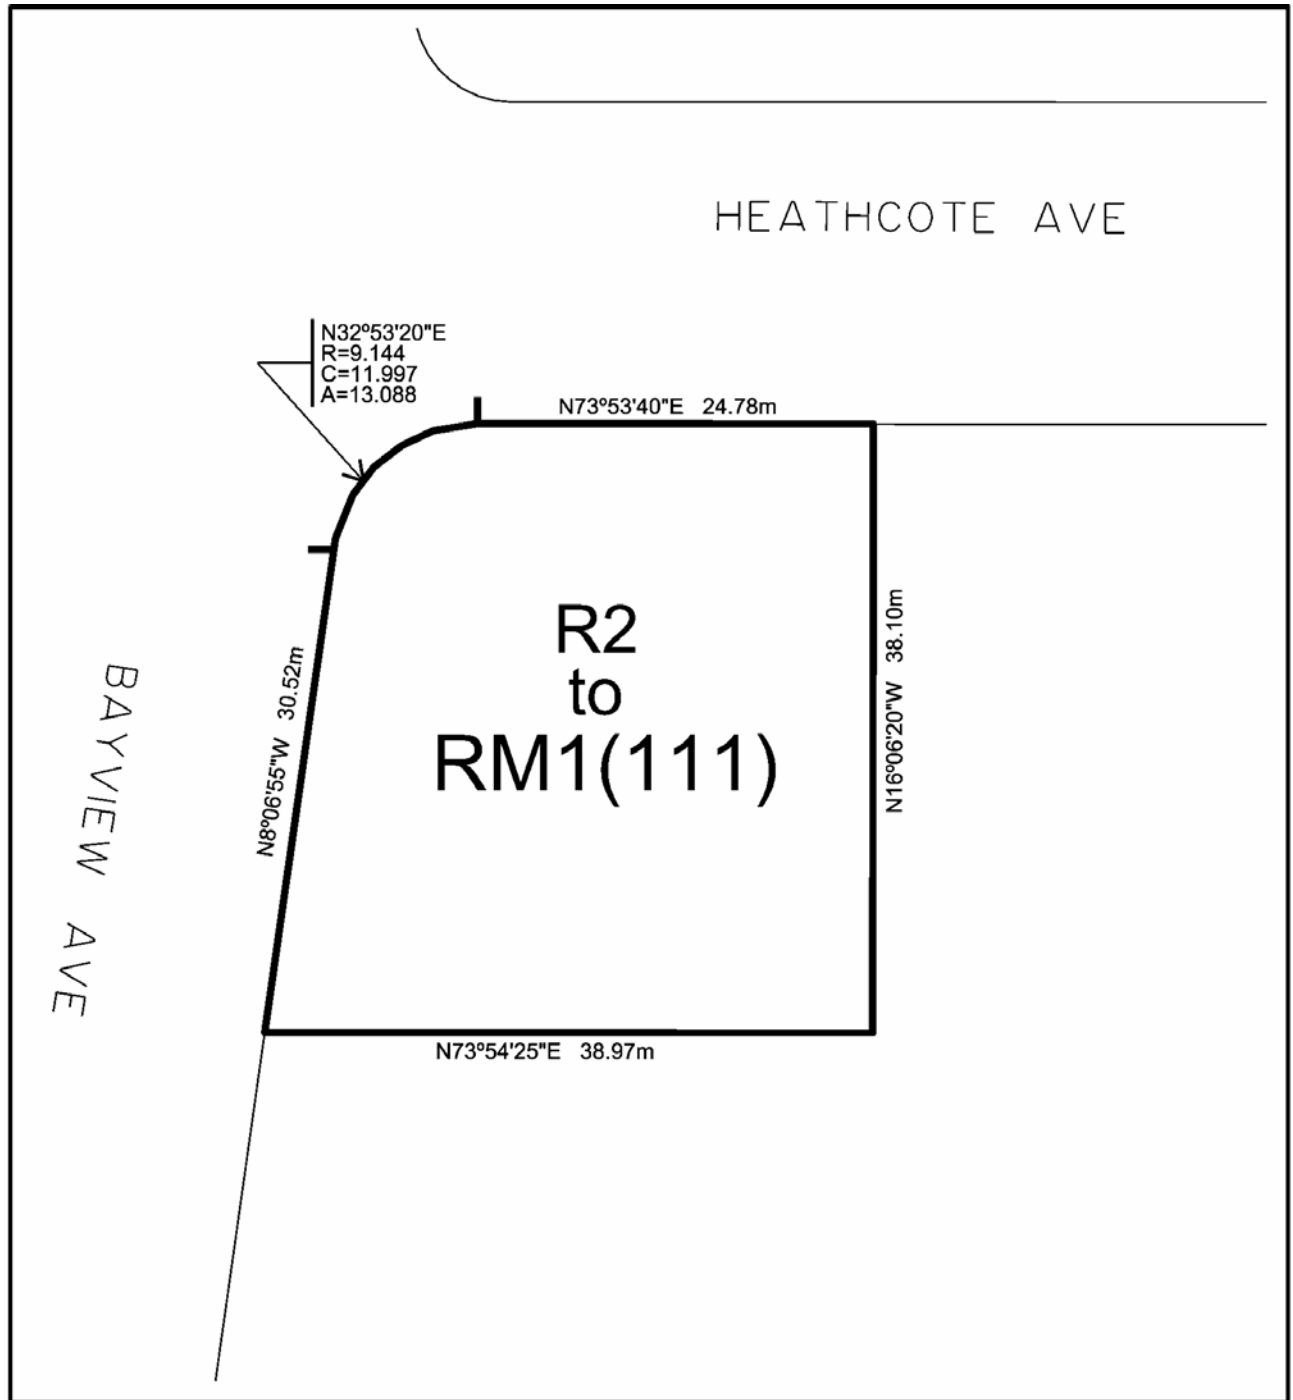 HEATHCOTE AVE
N32º53'20"E
R=9.144
C=11.997
A=13.088
N73º53'40"E 24.78m
R2
to
RM1(111)
N16º06'20"W 38.10m
N8º06'55"W 30.52m
BAYVIEW AVE
N73º54'25"E 38.97m